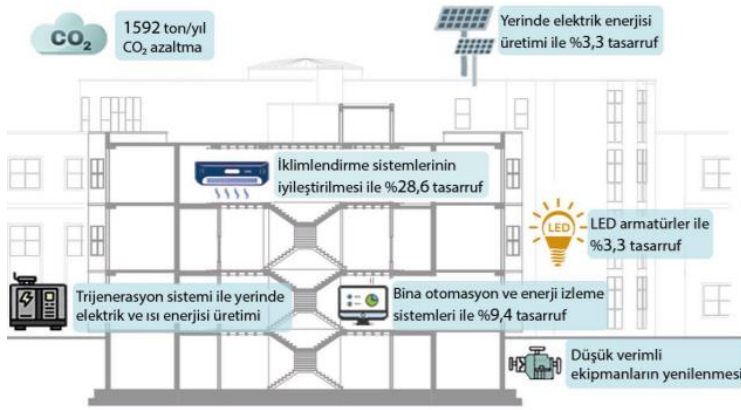 CO₂
1592 ton/yıl
CO₂ azaltma
Yerinde elektrik enerjisi
üretimi ile %3,3 tasarruf
İklimlendirme sistemlerinin
iyileştirilmesi ile %28,6 tasarruf
LED
LED armatürler ile
%3,3 tasarruf
Trijenerasyon sistemi ile yerinde
elektrik ve ısı enerjisi üretimi
Bina otomasyon ve enerji izleme
sistemleri ile %9,4 tasarruf
Düşük verimli
ekipmanların yenilenmesi